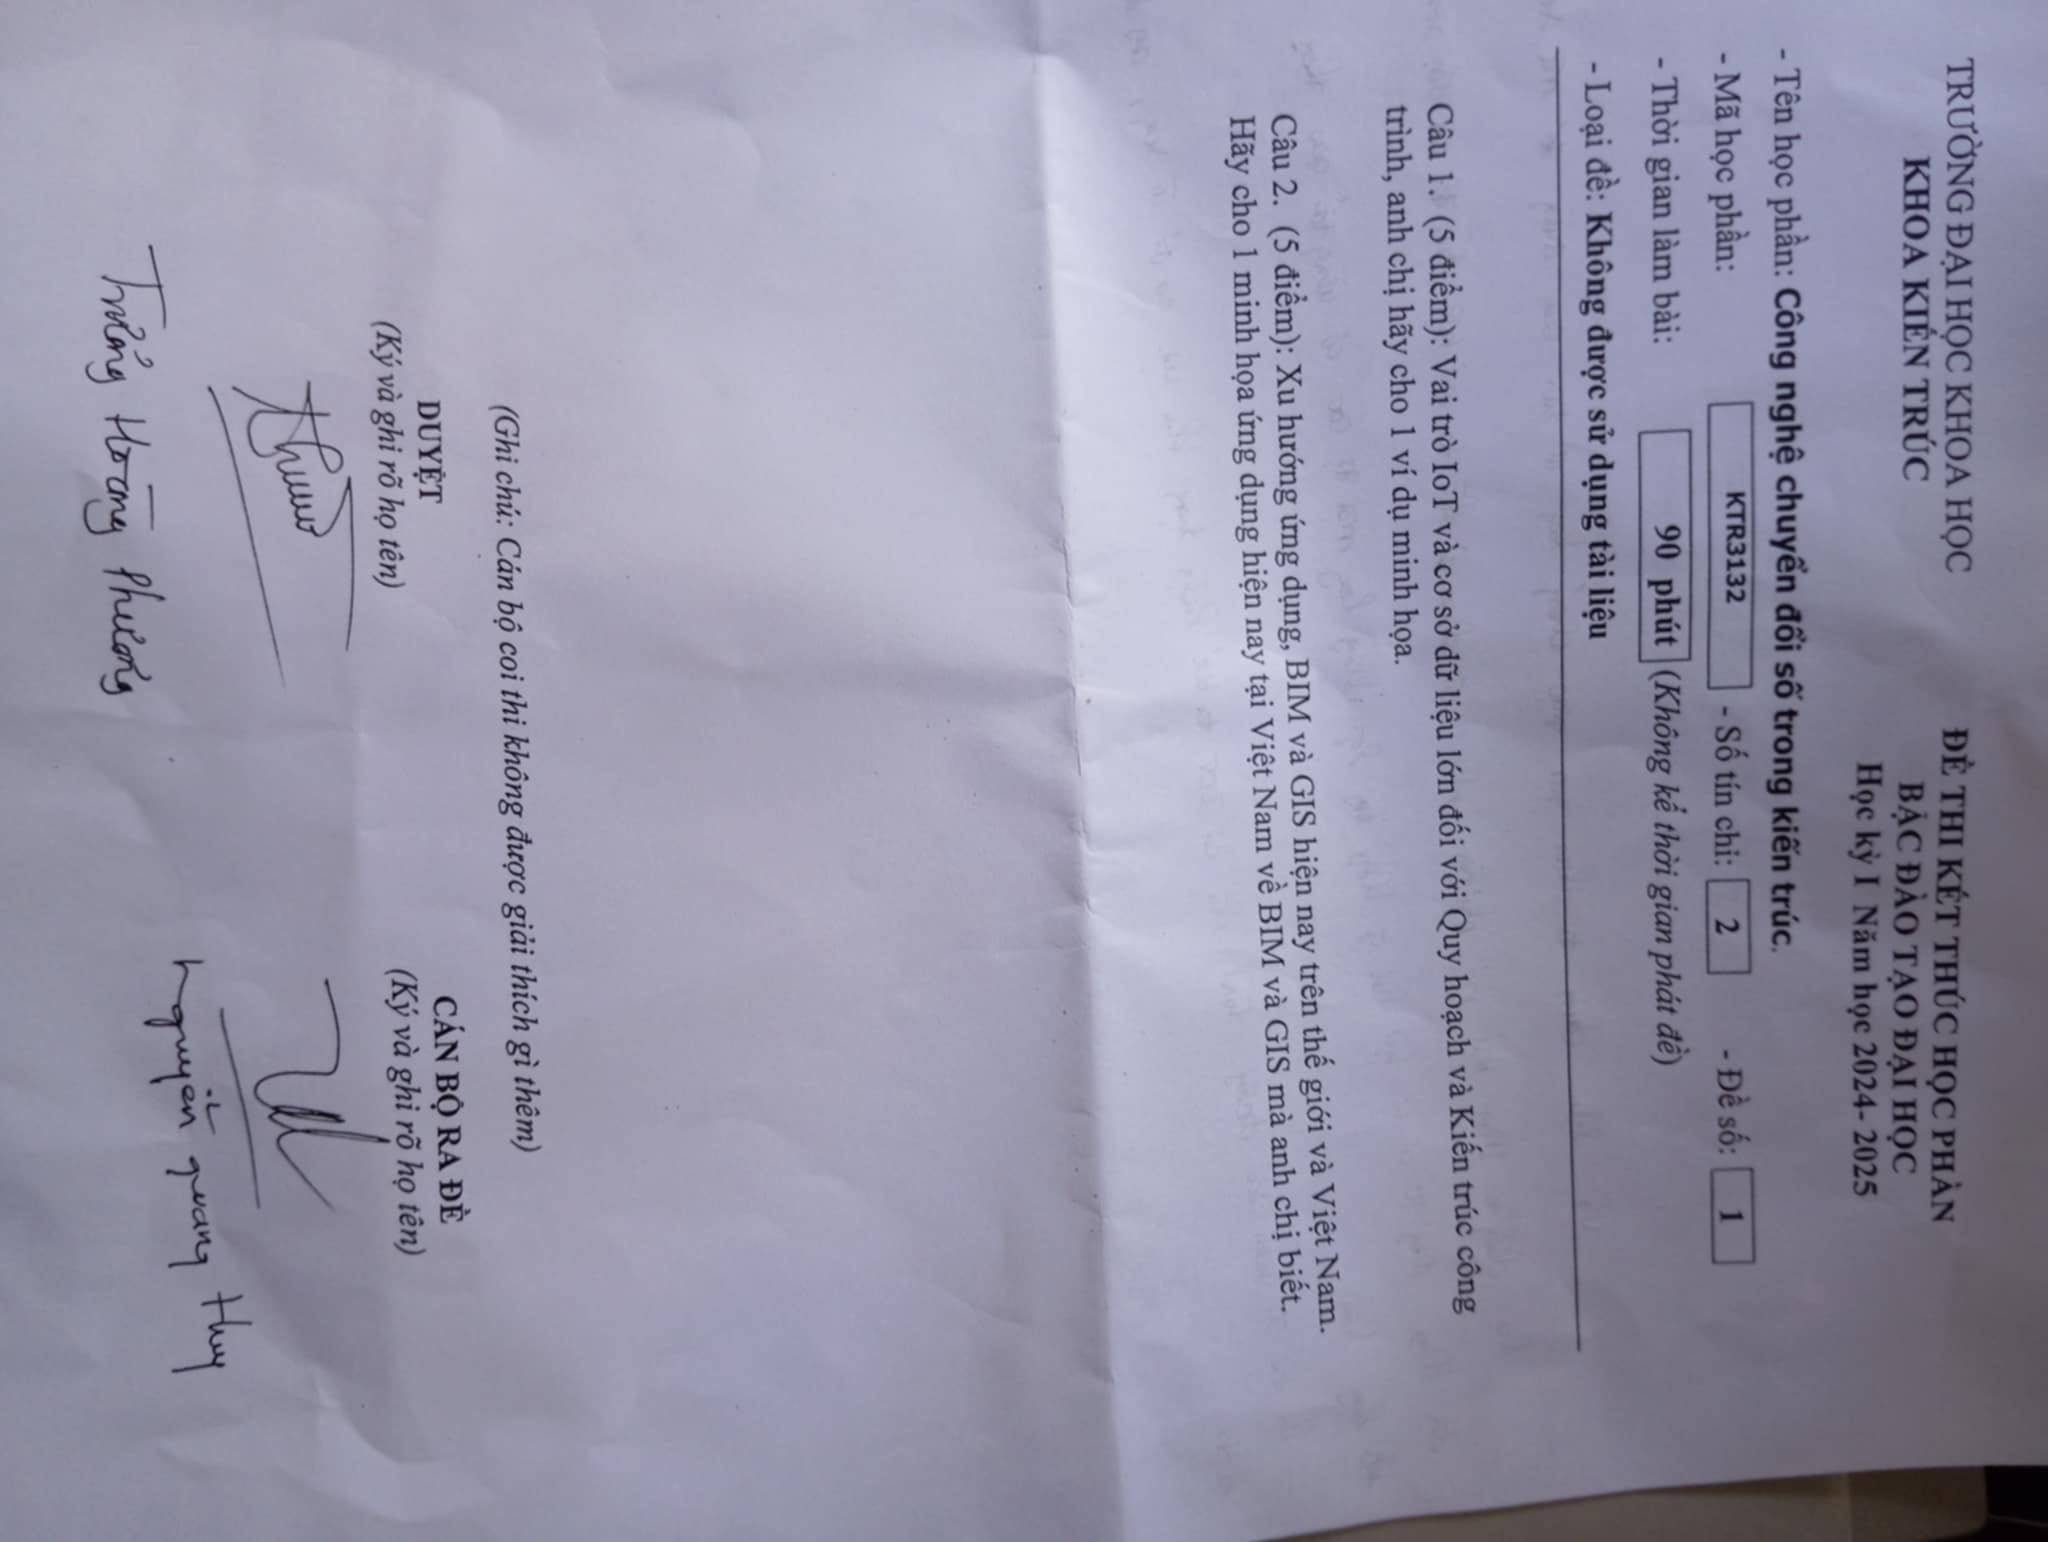 TRƯỜNG ĐẠI HỌC KHOA HỌC
KHOA KIẾN TRÚC
ĐỀ THI KẾT THÚC HỌC PHẦN
BẬC ĐÀO TẠO ĐẠI HỌC
Học kỳ I Năm học 2024- 2025
- Tên học phần: Công nghệ chuyển đổi số trong kiến trúc.
- Mã học phần: KTR3132 - Số tín chỉ: 2 - Đề số: 1
- Thời gian làm bài: 90 phút (Không kể thời gian phát đề)
- Loại đề: Không được sử dụng tài liệu
Câu 1. (5 điểm): Vai trò IoT và cơ sở dữ liệu lớn đối với Quy hoạch và Kiến trúc công
trình, anh chị hãy cho 1 ví dụ minh họa.
Câu 2. (5 điểm): Xu hướng ứng dụng, BIM và GIS hiện nay trên thế giới và Việt Nam.
Hãy cho 1 minh họa ứng dụng hiện nay tại Việt Nam về BIM và GIS mà anh chị biết.
(Ghi chú: Cán bộ coi thi không được giải thích gì thêm)
DUYỆT
(Ký và ghi rõ họ tên)
Hoàng Phương
CÁN BỘ RA ĐỀ
(Ký và ghi rõ họ tên)
Nguyễn Quang Huy